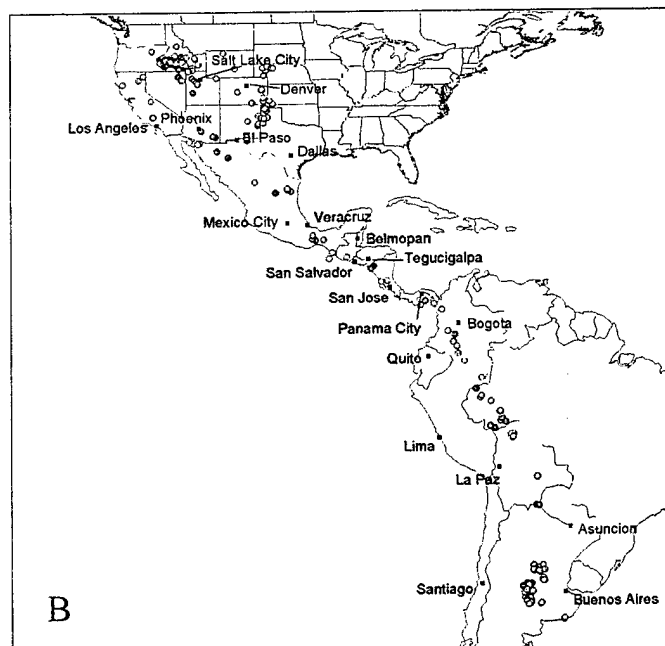 Salt Lake City
Denver
Phoenix
Los Angeles
El Paso
Dallas
Mexico City
Veracruz
Belmopan
Tegucigalpa
San Salvador
San Jose
Panama City
Bogota
Quito
Lima
La Paz
Asuncion
Santiago
Buenos Aires
B